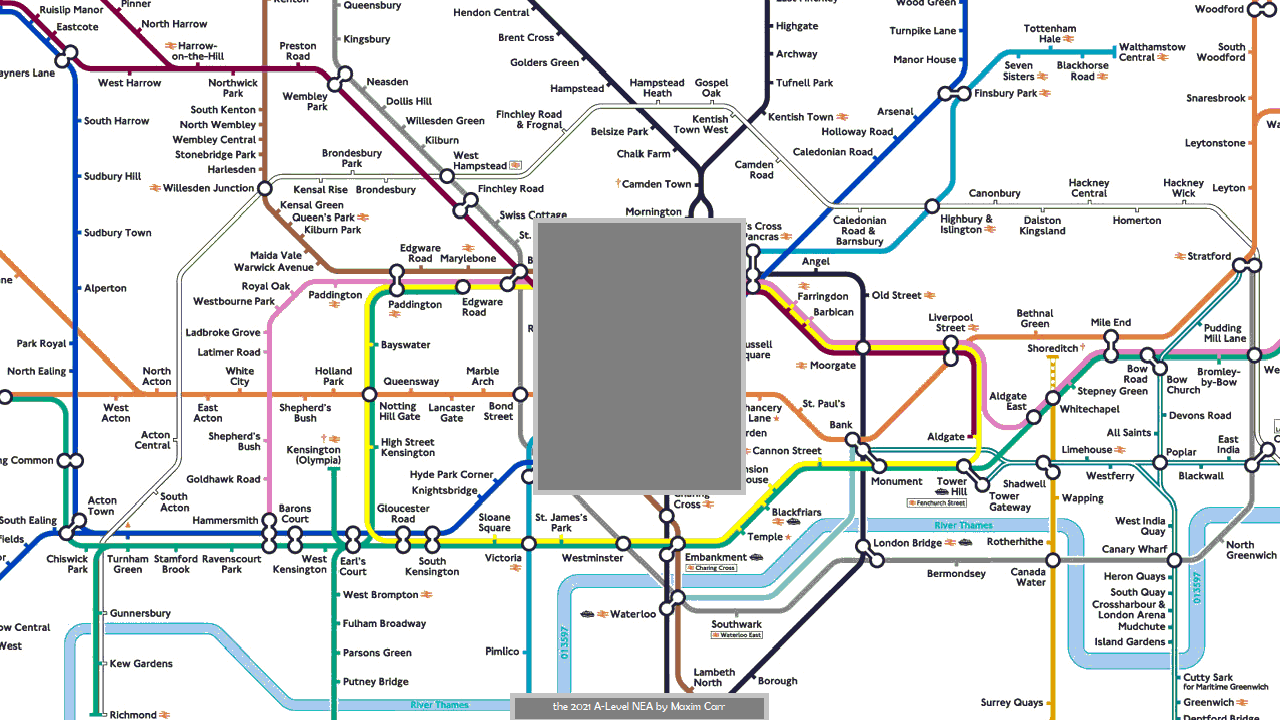 Ruislip Manor
Eastcote
ayners Lane
Pinner
North Harrow
Harrow-
on-the-Hill
West Harrow
Northwick
Park
Preston
Road
Wembley
Park
Kenton
South Kenton
North Wembley
Wembley Central
Stonebridge Park
Harlesden
Willesden Junction
Queensbury
Kingsbury
Neasden
Dollis Hill
Willesden Green
Kilburn
West
Hampstead
Finchley Road
Swiss Cottage
St.
Hendon Central
Brent Cross
Golders Green
Hampstead
Finchley Road
& Frognal
Belsize Park
Chalk Farm
Camden Town
Mornington
Hampstead
Heath
Gospel
Oak
Kentish
Town West
Highgate
Archway
Tufnell Park
Kentish Town
Camden
Road
Wood Green
Turnpike Lane
Manor House
Finsbury Park
Arsenal
Holloway Road
Caledonian Road
Tottenham
Hale
Seven
Sisters
Blackhorse
Road
Walthamstow
Central
Woodford
South
Woodford
Snaresbrook
Leytonstone
Wa
Leyton
Stratford
South Harrow
Sudbury Hill
Sudbury Town
Alperton
Park Royal
North Ealing
ng Common
South Ealing
fields
ne
Brondesbury
Park
Kensal Rise
Brondesbury
Kensal Green
Queen's Park
Kilburn Park
Maida Vale
Warwick Avenue
Royal Oak
Westbourne Park
Ladbroke Grove
Latimer Road
Paddington
Edgware
Road
Marylebone
Paddington
Edgware
Road
B
R
Bayswater
's Cross
Pancras
Angel
Old Street
Farringdon
Barbican
ussell
quare
Moorgate
Liverpool
Street
Caledonian
Road &
Barnsbury
Highbury &
Islington
Canonbury
Dalston
Kingsland
Hackney
Central
Homerton
Hackney
Wick
Bethnal
Green
Mile End
Shoreditch
Pudding
Mill Lane
Bow
Road
Bow
Church
Bromley-
by-Bow
We
Stepney Green
Whitechapel
Aldgate
East
Aldgate
Devons Road
All Saints
Limehouse
Poplar
East
India
Westferry
Blackwall
North
Acton
West
Acton
East
Acton
White
City
Holland
Park
Shepherd's
Bush
Notting
Hill Gate
Queensway
Lancaster
Gate
Marble
Arch
Bond
Street
Acton
Central
Shepherd's
Bush
Goldhawk Road
Hammersmith
Kensington
(Olympia)
High Street
Kensington
Hyde Park Corner
Knightsbridge
Acton
Town
South
Acton
Chiswick
Park
Turnham
Green
Stamford
Brook
Ravenscourt
Park
Barons
Court
West
Kensington
Earl's
Court
Gloucester
Road
South
Kensington
Sloane
Square
Victoria
St. James's
Park
Westminster
hancery
Lane
St. Paul's
Bank
rden
Cannon Street
nsion
ouse
Blackfriars
Temple
Charing
Cross
Embankment
Charing Cross
Monument
Tower
Hill
Fenchurch Street
Tower
Gateway
Shadwell
Wapping
Rotherhithe
Canada
Water
River Thames
London Bridge
Bermondsey
Canary Wharf
West India
Quay
Heron Quays
South Quay
Crossharbour &
London Arena
Mudchute
Island Gardens
North
Greenwich
013597
Cutty Sark
for Maritime Greenwich
Greenwich
Deptford Bridge
Surrey Quays
Waterloo
Southwark
Waterloo East
Lambeth
North
Borough
Pimlico
013597
West Brompton
Fulham Broadway
Parsons Green
Putney Bridge
River Thames
Gunnersbury
Kew Gardens
Richmond
ow Central
West
the 2021 A-Level NEA by Maxim Carr